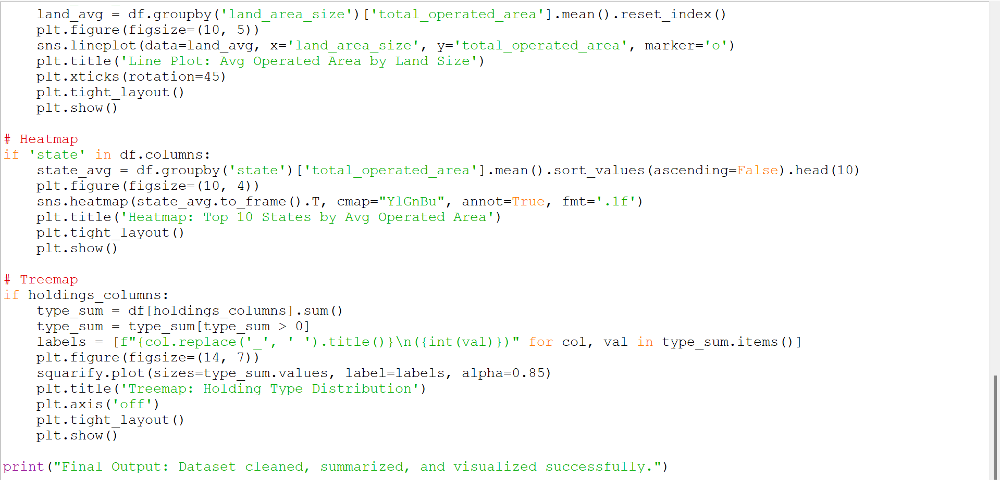 land_avg = df.groupby('land_area_size')['total_operated_area'].mean().reset_index()
    plt.figure(figsize=(10, 5))
    sns.lineplot(data=land_avg, x='land_area_size', y='total_operated_area', marker='o')
    plt.title('Line Plot: Avg Operated Area by Land Size')
    plt.xticks(rotation=45)
    plt.tight_layout()
    plt.show()

# Heatmap
if 'state' in df.columns:
    state_avg = df.groupby('state')['total_operated_area'].mean().sort_values(ascending=False).head(10)
    plt.figure(figsize=(10, 4))
    sns.heatmap(state_avg.to_frame().T, cmap="YlGnBu", annot=True, fmt='.1f')
    plt.title('Heatmap: Top 10 States by Avg Operated Area')
    plt.tight_layout()
    plt.show()

# Treemap
if holdings_columns:
    type_sum = df[holdings_columns].sum()
    type_sum = type_sum[type_sum > 0]
    labels = [f"{col.replace('_', ' ').title()}\n({int(val)})" for col, val in type_sum.items()]
    plt.figure(figsize=(14, 7))
    squarify.plot(sizes=type_sum.values, label=labels, alpha=0.85)
    plt.title('Treemap: Holding Type Distribution')
    plt.axis('off')
    plt.tight_layout()
    plt.show()

print("Final Output: Dataset cleaned, summarized, and visualized successfully.")